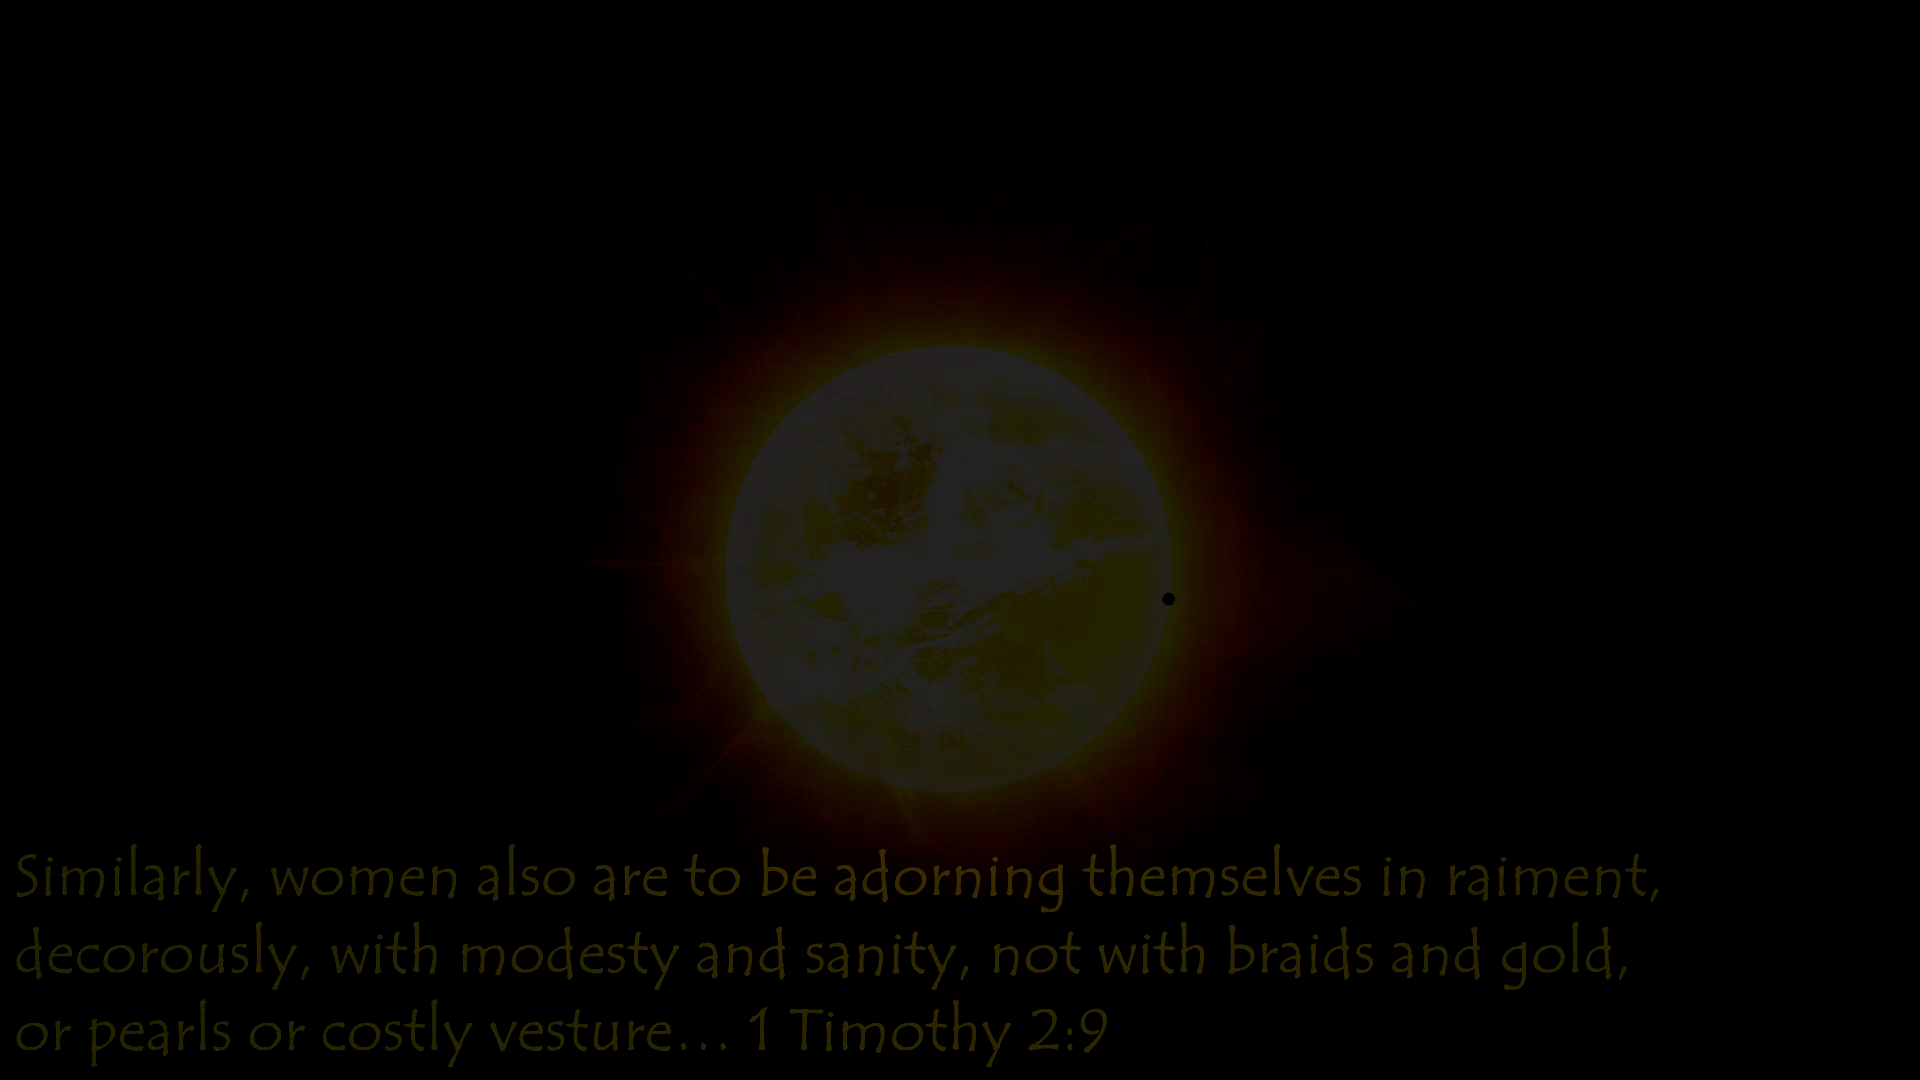 Similarly, women also are to be adorning themselves in raiment,
decorously, with modesty and sanity, not with braids and gold,
or pearls or costly vesture... 1 Timothy 2:9